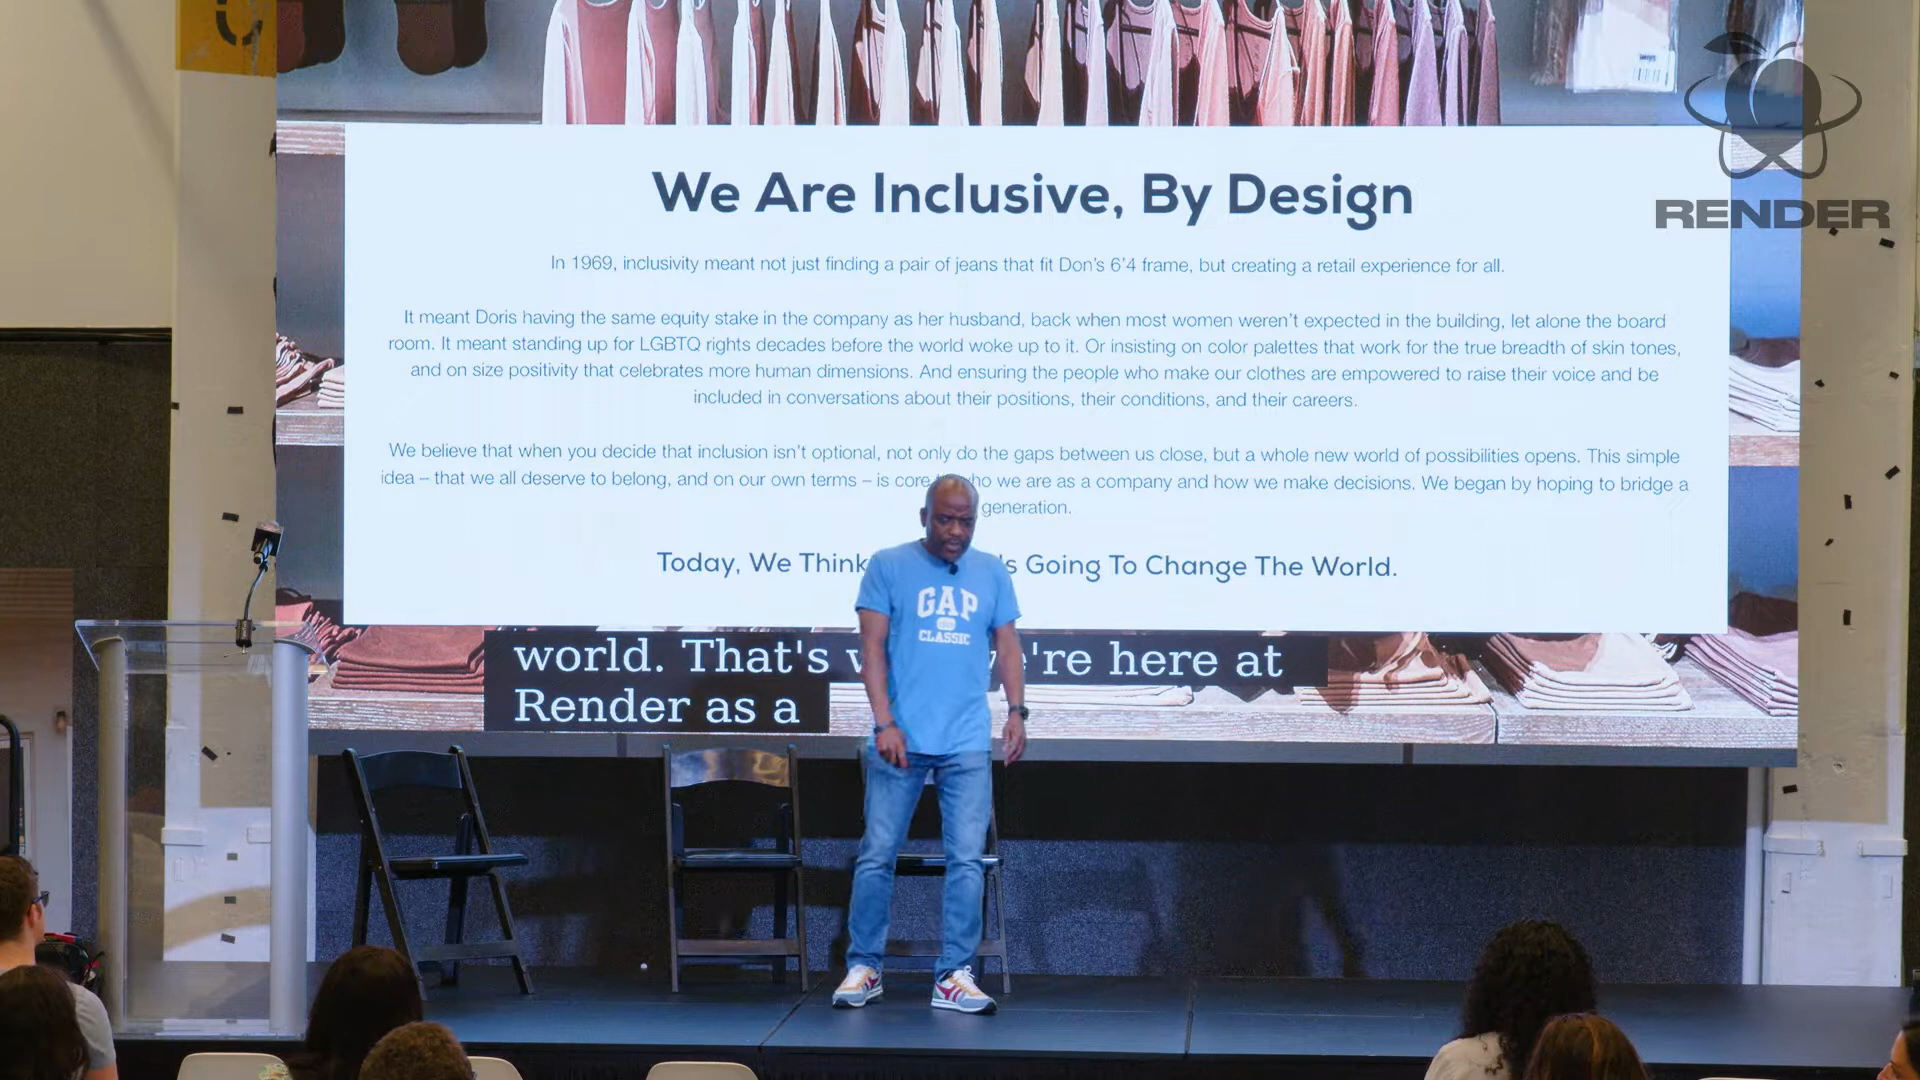 We Are Inclusive, By Design
RENDER
In 1969, inclusivity meant not just finding a pair of jeans that fit Don's 6'4 frame, but creating a retail experience for all.
It meant Doris having the same equity stake in the company as her husband, back when most women weren't expected in the building, let alone the board
room. It meant standing up for LGBTQ rights decades before the world woke up to it. Or insisting on color palettes that work for the true breadth of skin tones,
and on size positivity that celebrates more human dimensions. And ensuring the people who make our clothes are empowered to raise their voice and be
included in conversations about their positions, their conditions, and their careers.
We believe that when you decide that inclusion isn't optional, not only do the gaps between us close, but a whole new world of possibilities opens. This simple
idea – that we all deserve to belong, and on our own terms – is core who we are as a company and how we make decisions. We began by hoping to bridge a
generation.
Today, We Think Going To Change The World.
GAP
CLASSIC
world. That's 're here at
Render as a